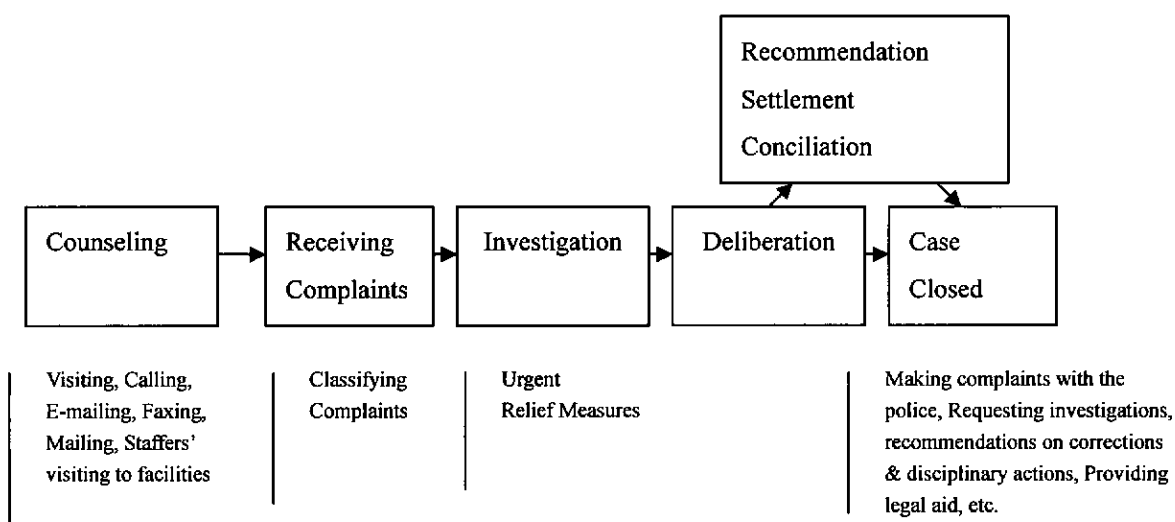 Recommendation
Settlement
Conciliation
Counseling
Receiving
Complaints
Investigation
Deliberation
Case
Closed
Visiting, Calling,
E-mailing, Faxing,
Mailing, Staffers'
visiting to facilities
Classifying
Complaints
Urgent
Relief Measures
Making complaints with the
police, Requesting investigations,
recommendations on corrections
& disciplinary actions, Providing
legal aid, etc.